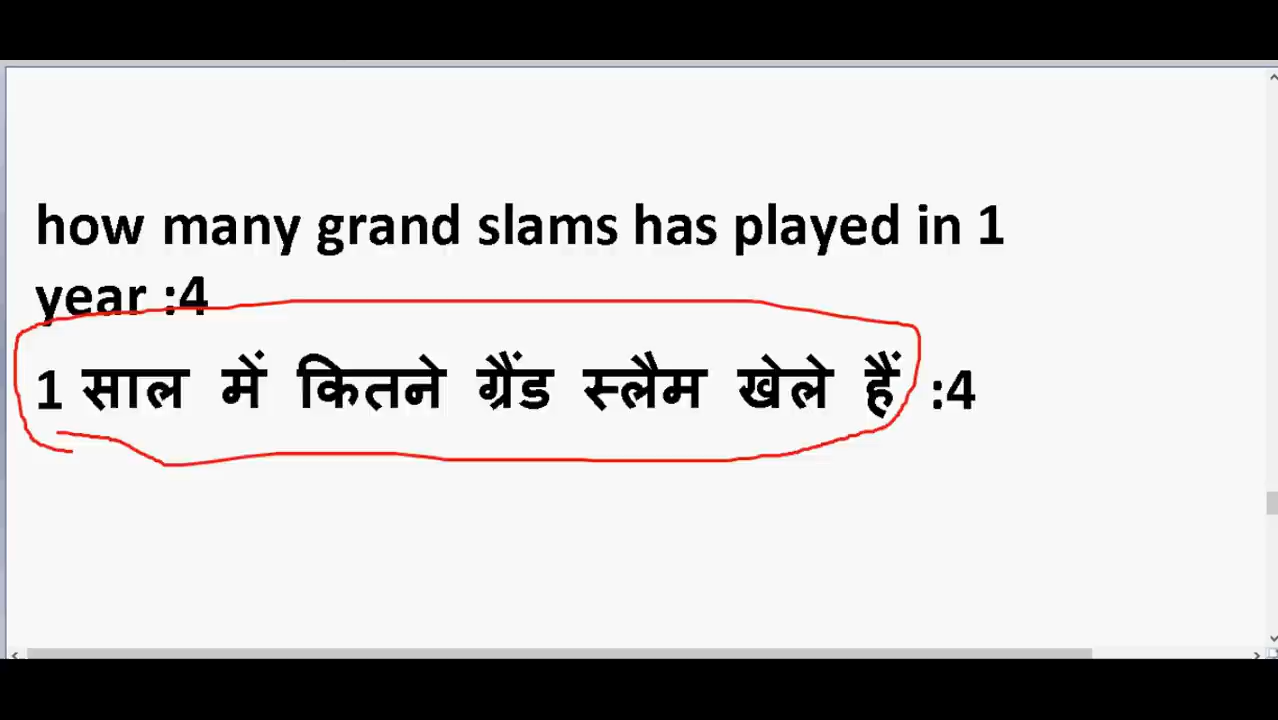 how many grand slams has played in 1
year :4
1 साल में कितने ग्रैंड स्लैम खेले हैं :4